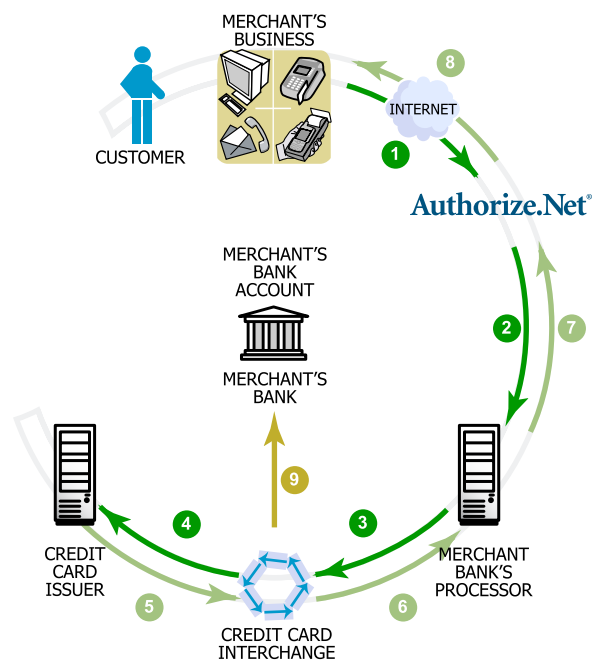 MERCHANT'S
BUSINESS
8
INTERNET
CUSTOMER
1
Authorize.Net®
MERCHANT'S
BANK
ACCOUNT
2
7
MERCHANT'S
BANK
9
4
3
CREDIT
CARD
ISSUER
MERCHANT
BANK'S
PROCESSOR
5
6
CREDIT CARD
INTERCHANGE